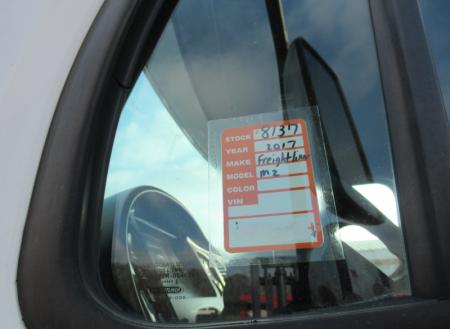 STOCK 8137
YEAR 2017
MAKE Freightliner
MODEL M2
COLOR
VIN